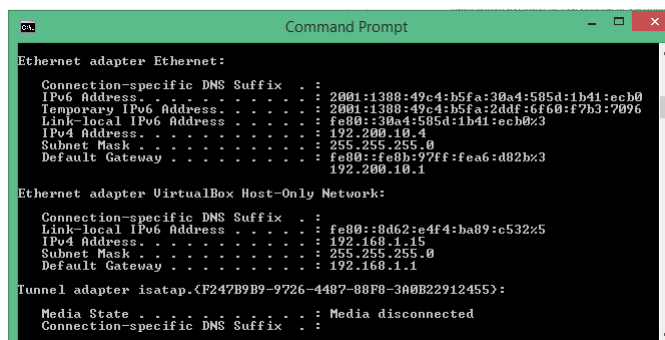 Command Prompt
Ethernet adapter Ethernet:
Connection-specific DNS Suffix . :
IPv6 Address. . . . . . . . . . . : 2001:1388:49c4:b5fa:30a4:585d:1b41:ecb0
Temporary IPv6 Address. . . . . . : 2001:1388:49c4:b5fa:2ddf:6f60:f7b3:7096
Link-local IPv6 Address . . . . . : fe80::30a4:585d:1b41:ecb0%3
IPv4 Address. . . . . . . . . . . : 192.200.10.4
Subnet Mask . . . . . . . . . . . : 255.255.255.0
Default Gateway . . . . . . . . . : fe80::fe8b:97ff:fea6:d82b%3
192.200.10.1
Ethernet adapter VirtualBox Host-Only Network:
Connection-specific DNS Suffix . :
Link-local IPv6 Address . . . . . : fe80::8d62:e4f4:ba89:c532%5
IPv4 Address. . . . . . . . . . . : 192.168.1.15
Subnet Mask . . . . . . . . . . . : 255.255.255.0
Default Gateway . . . . . . . . . : 192.168.1.1
Tunnel adapter isatap.{F247B9B9-9726-4487-88F8-3A0B22912455}:
Media State . . . . . . . . . . . : Media disconnected
Connection-specific DNS Suffix . :